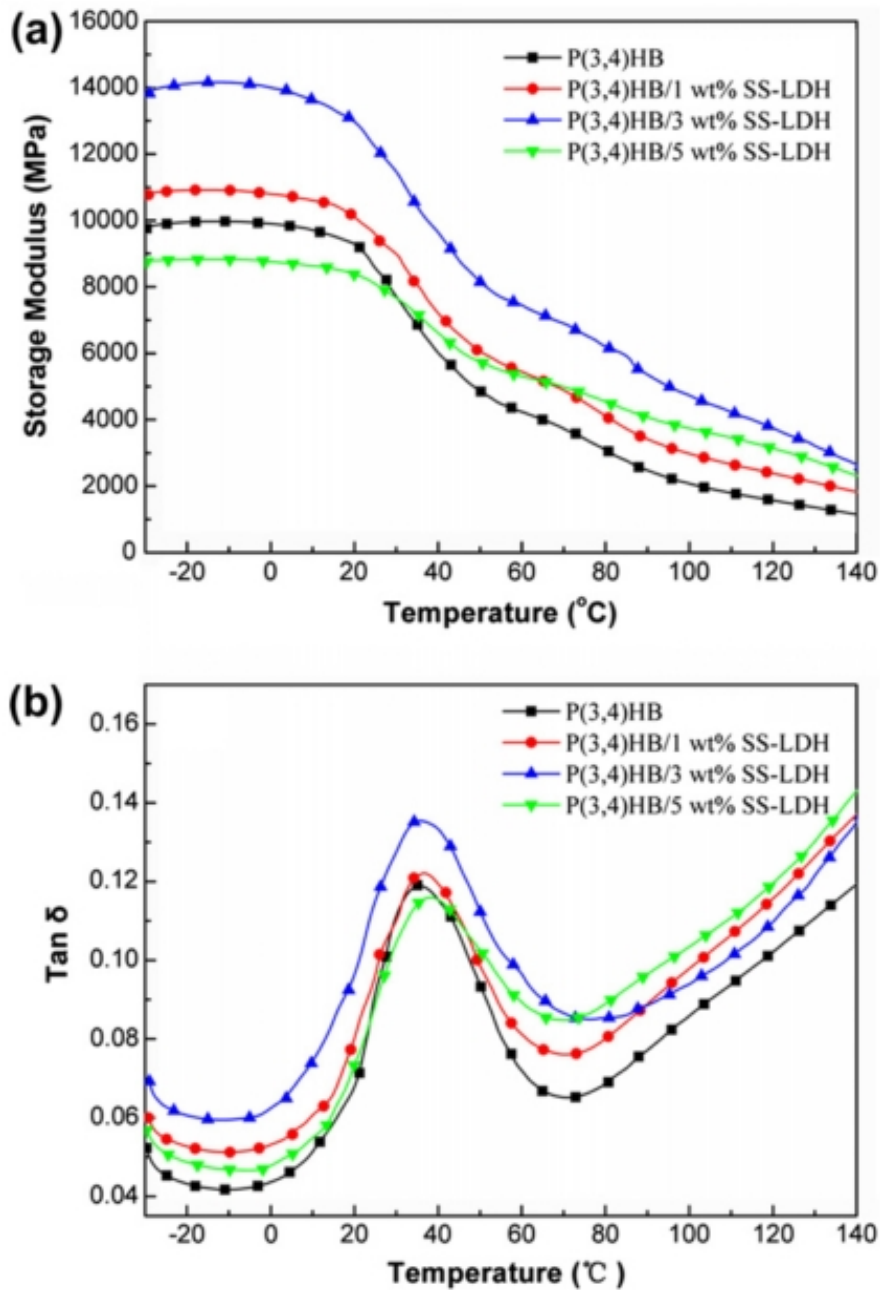 (a)
P(3,4)HB
P(3,4)HB/1 wt% SS-LDH
P(3,4)HB/3 wt% SS-LDH
P(3,4)HB/5 wt% SS-LDH
Storage Modulus (MPa)
16000
14000
12000
10000
8000
6000
4000
2000
0
-20 0 20 40 60 80 100 120 140
Temperature (°C)
(b)
P(3,4)HB
P(3,4)HB/1 wt% SS-LDH
P(3,4)HB/3 wt% SS-LDH
P(3,4)HB/5 wt% SS-LDH
Tan δ
0.16
0.14
0.12
0.10
0.08
0.06
0.04
-20 0 20 40 60 80 100 120 140
Temperature (℃)